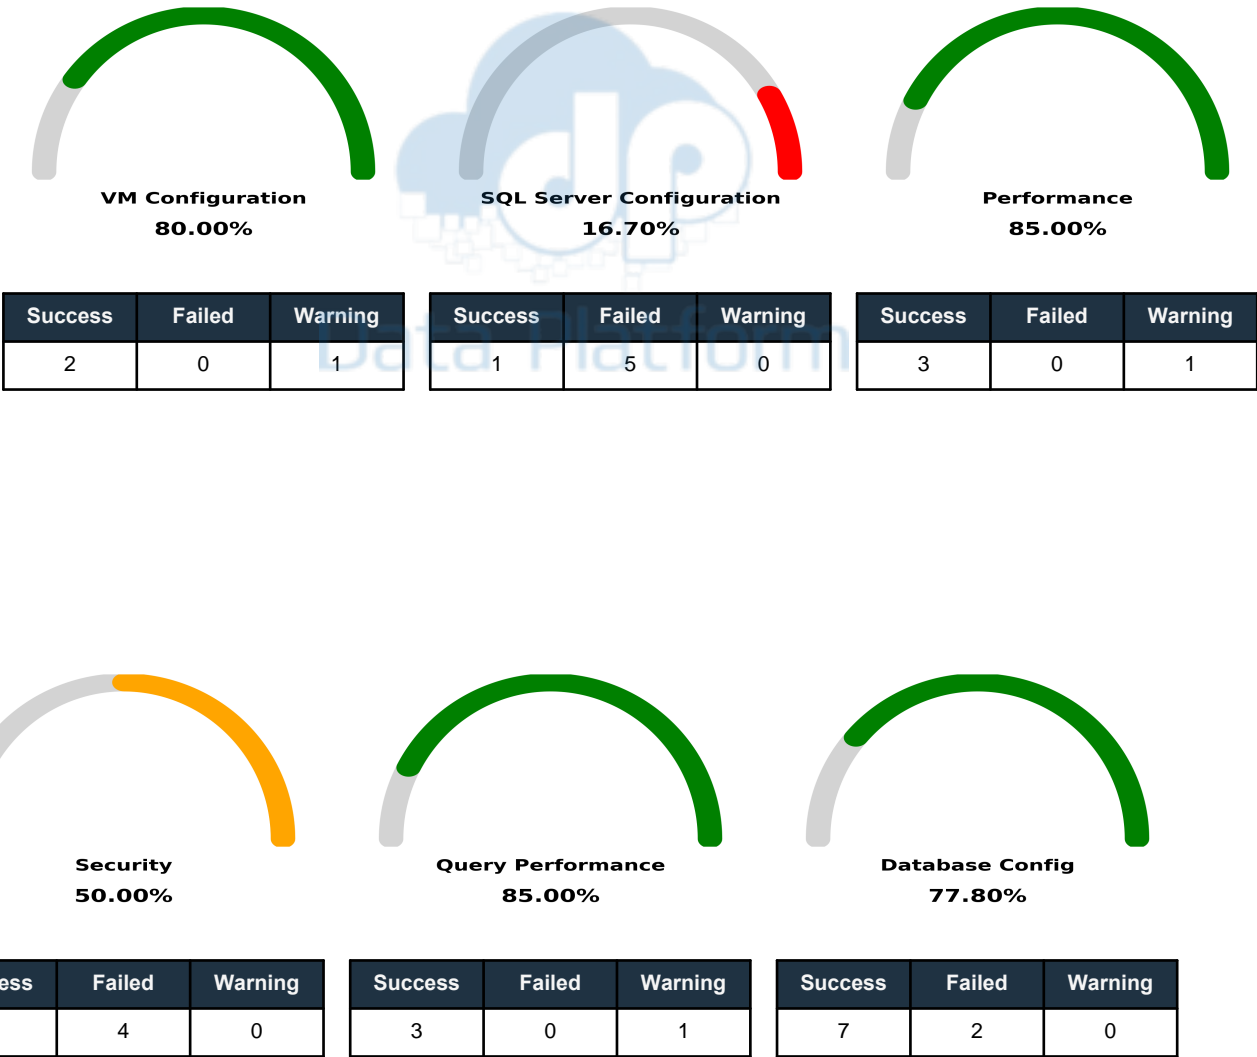 VM Configuration
80.00%
SQL Server Configuration
16.70%
Performance
85.00%
dp
Data Platform
Success Failed Warning
2 0 1
Success Failed Warning
1 5 0
Success Failed Warning
3 0 1
Security
50.00%
Query Performance
85.00%
Database Config
77.80%
ess Failed Warning
4 0
Success Failed Warning
3 0 1
Success Failed Warning
7 2 0